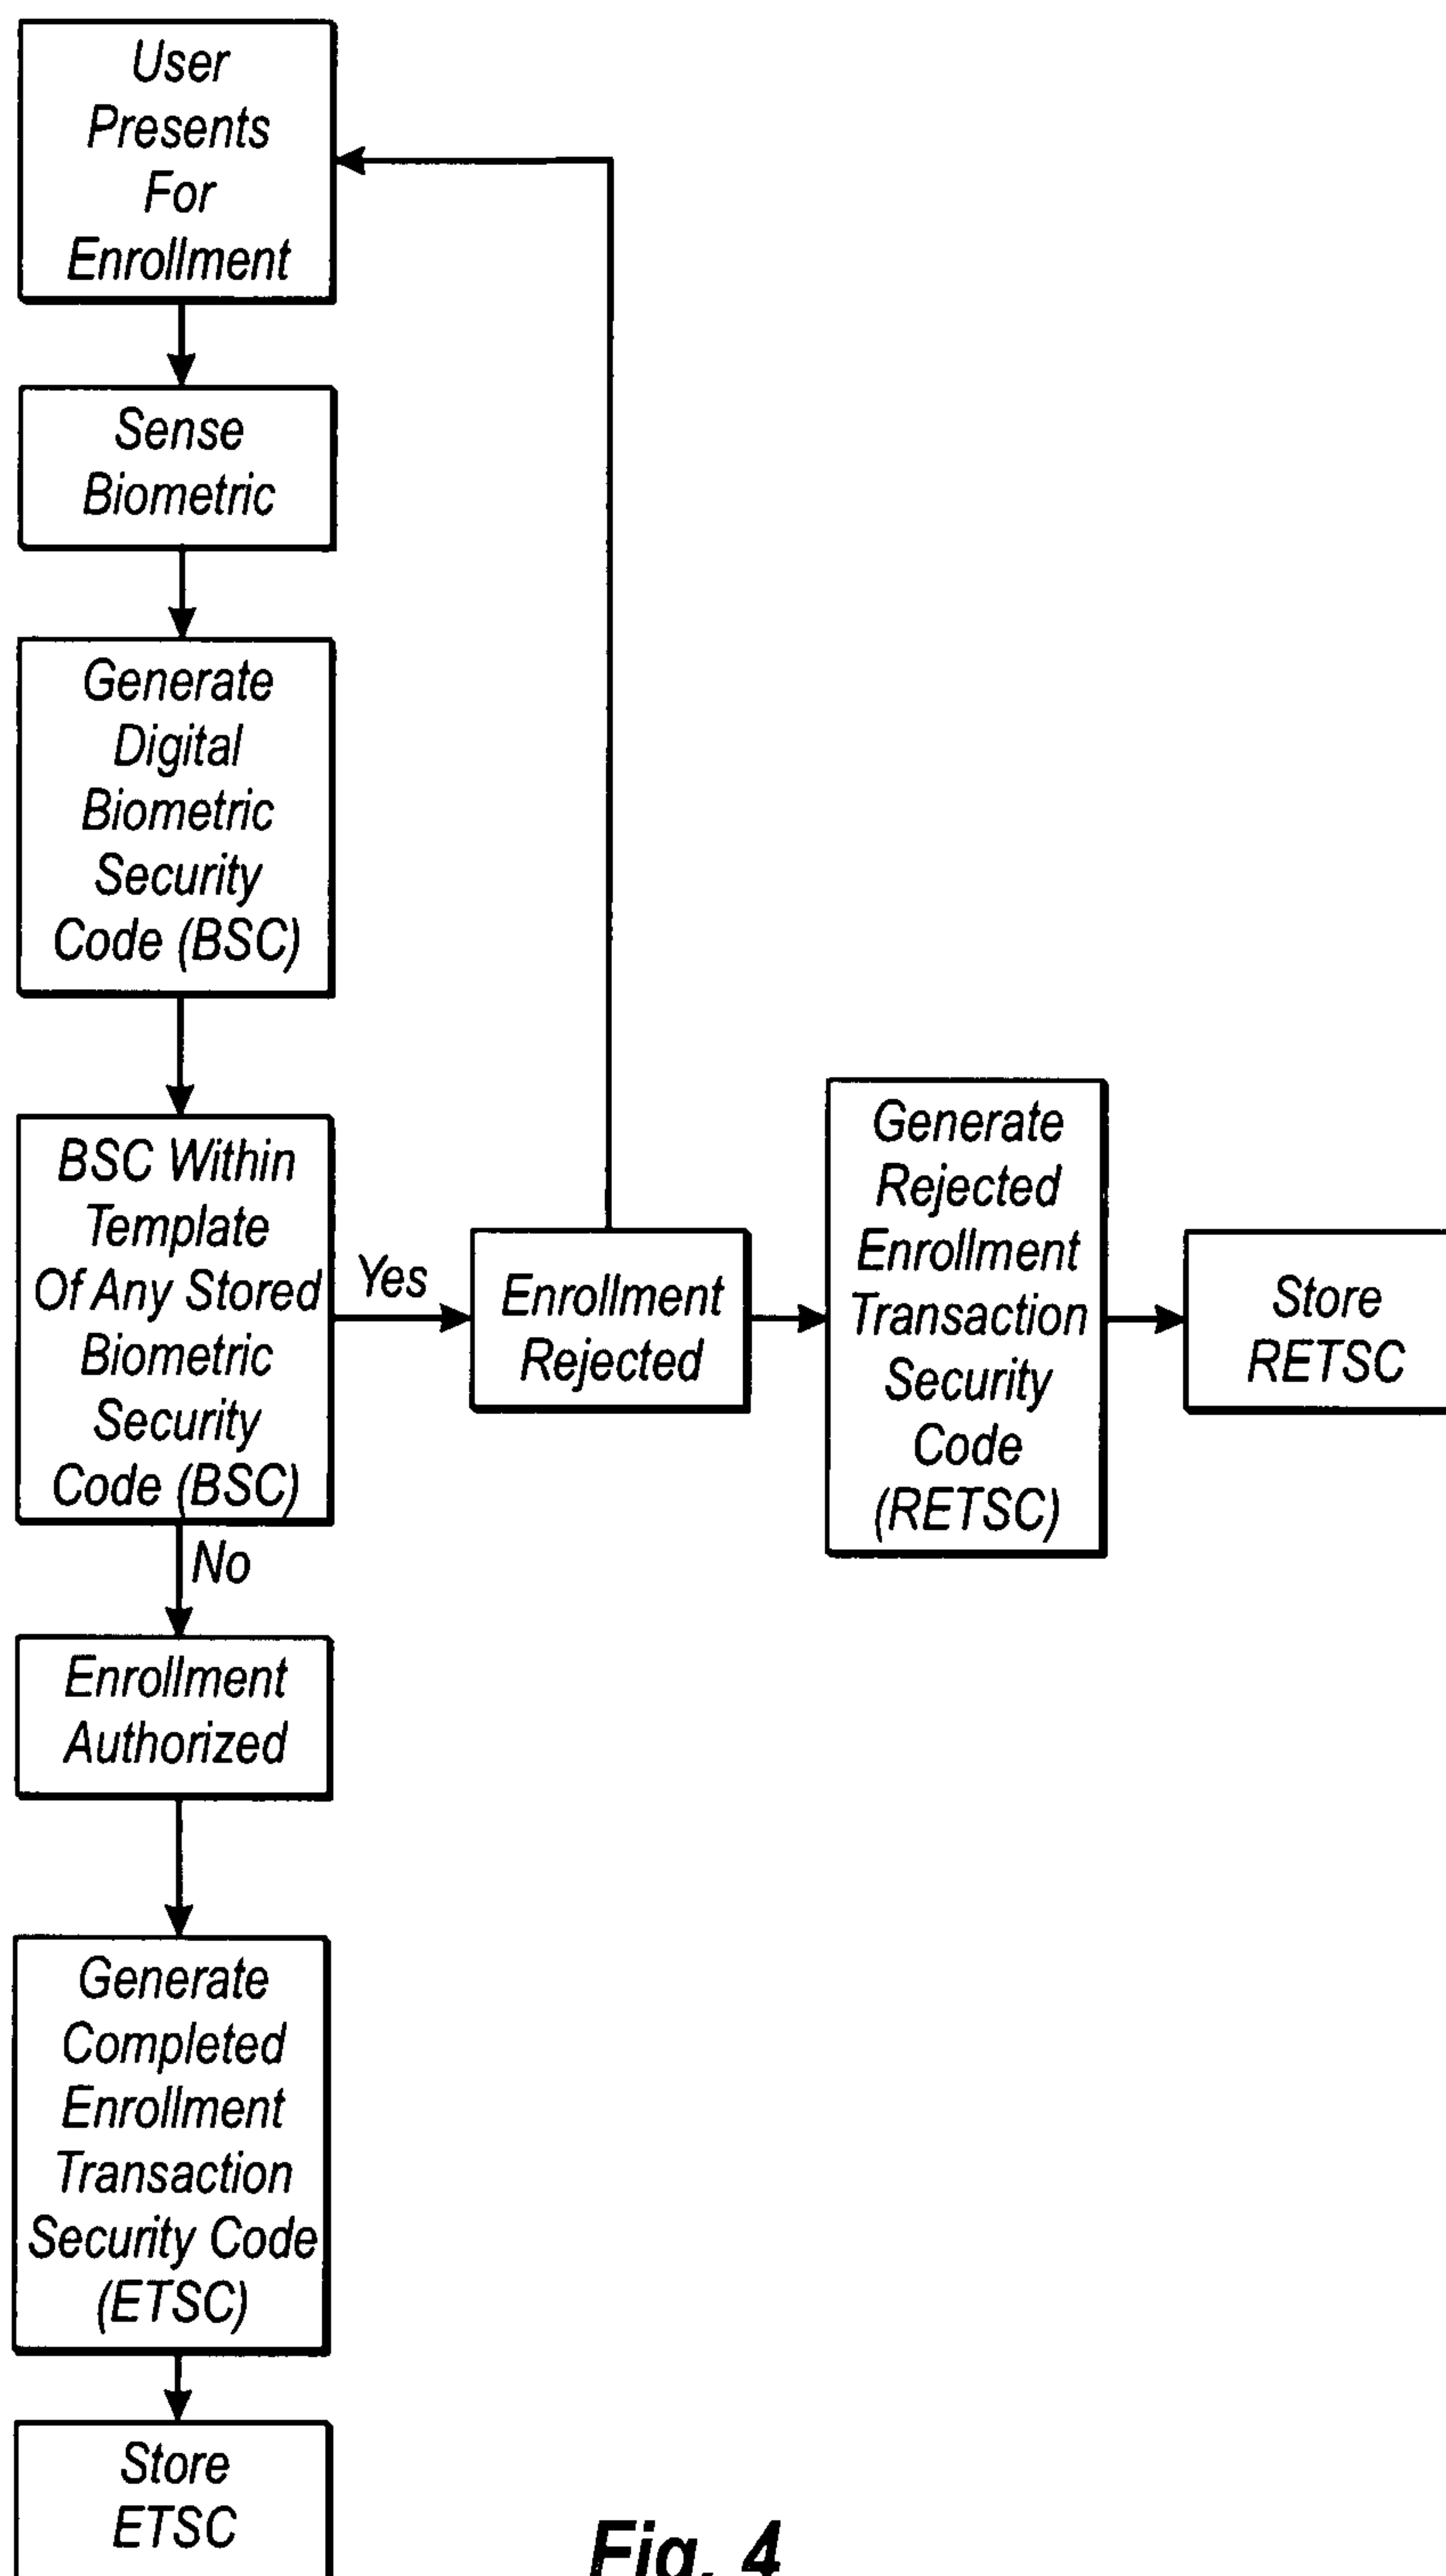 User
Presents
For
Enrollment
Sense
Biometric
Generate
Digital
Biometric
Security
Code (BSC)
BSC Within
Template
Of Any Stored
Biometric
Security
Code (BSC)
Yes
Enrollment
Rejected
Generate
Rejected
Enrollment
Transaction
Security
Code
(RETSC)
Store
RETSC
No
Enrollment
Authorized
Generate
Completed
Enrollment
Transaction
Security Code
(ETSC)
Store
ETSC
Fig. 4